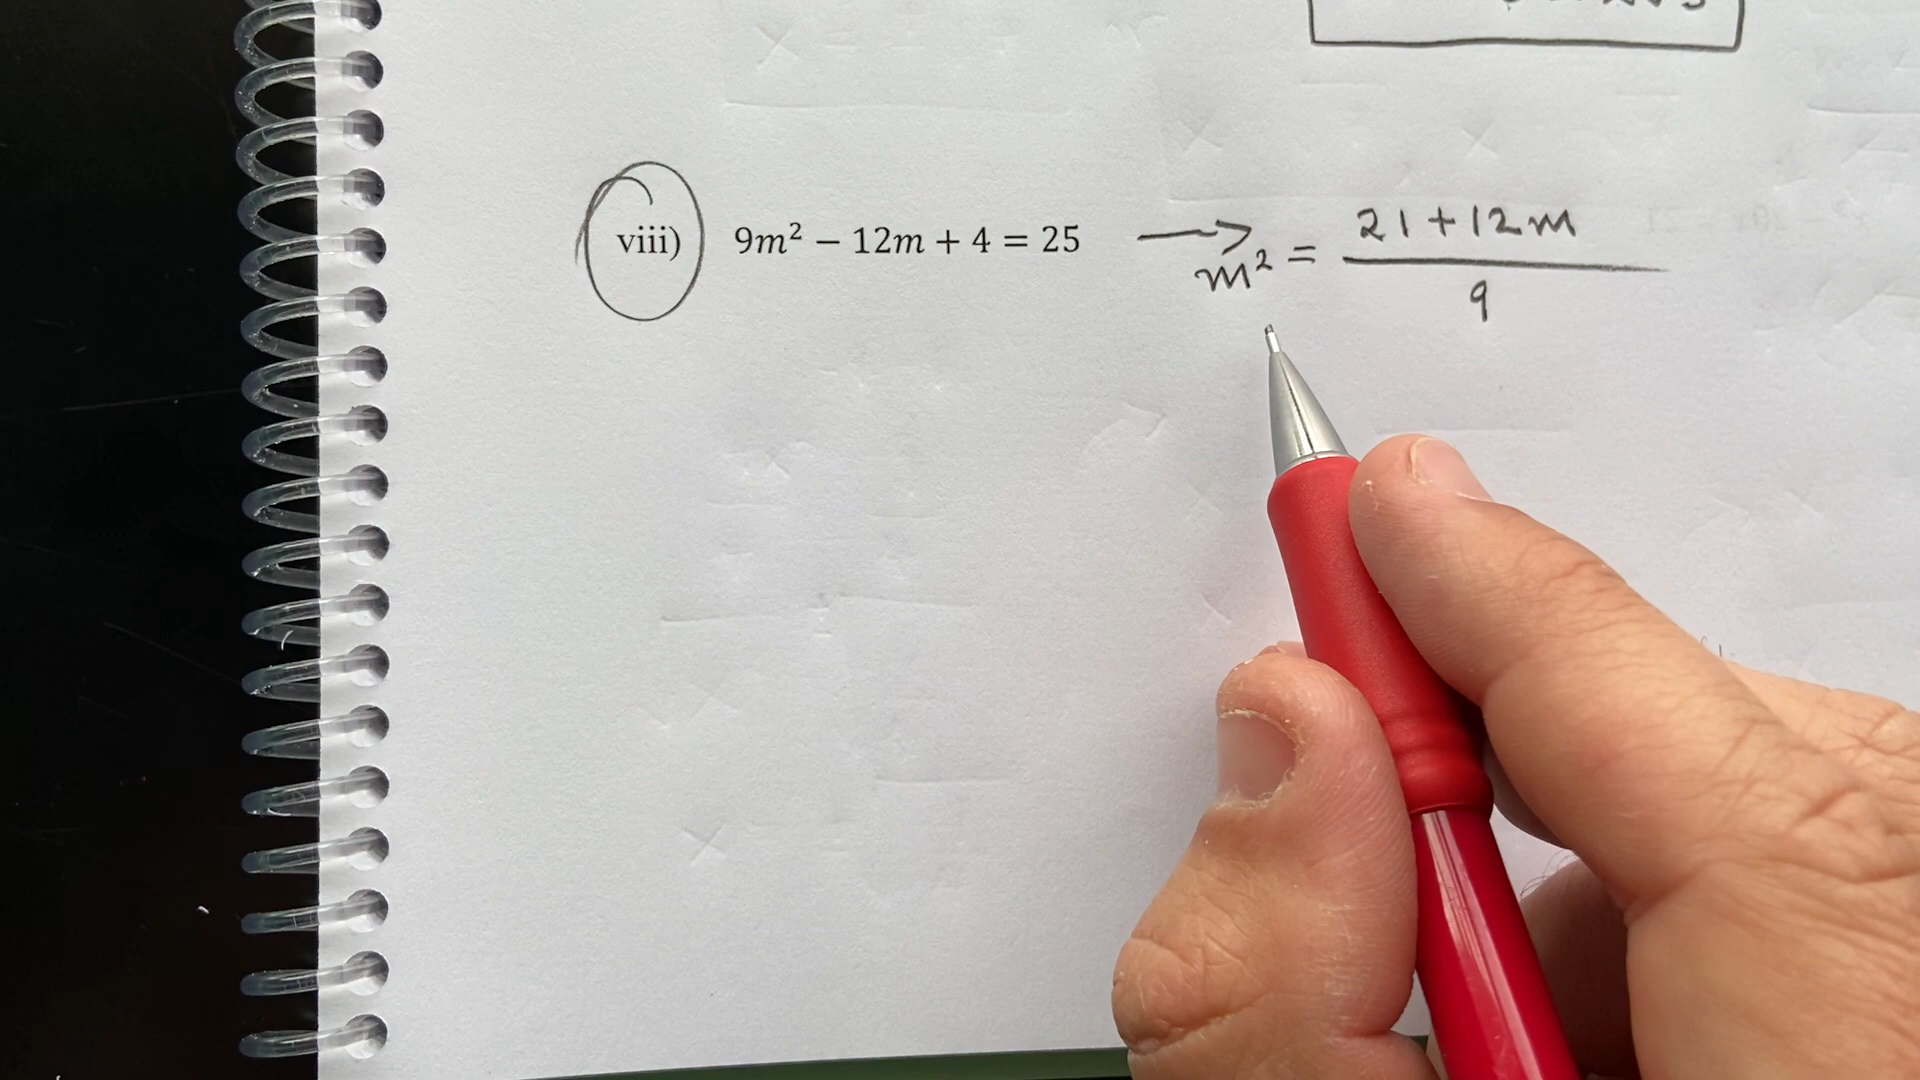 viii) 9m² − 12m + 4 = 25 → m² = 21+12m / 9